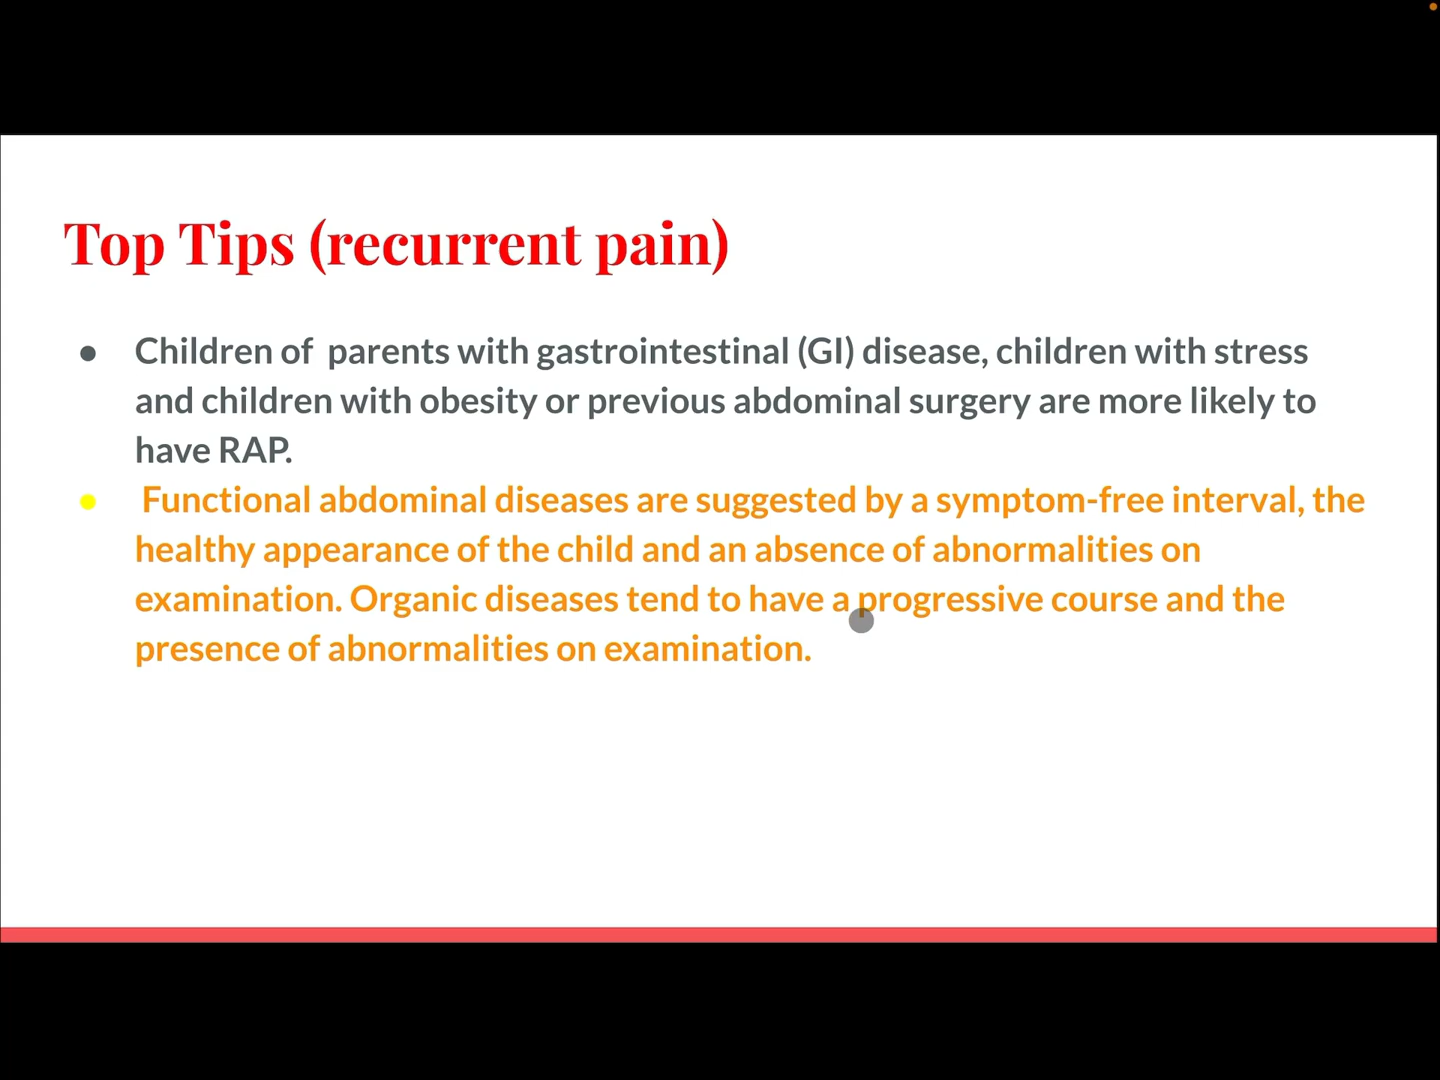 Top Tips (recurrent pain)
● Children of  parents with gastrointestinal (GI) disease, children with stress
and children with obesity or previous abdominal surgery are more likely to
have RAP.
● Functional abdominal diseases are suggested by a symptom-free interval, the
healthy appearance of the child and an absence of abnormalities on
examination. Organic diseases tend to have a progressive course and the
presence of abnormalities on examination.